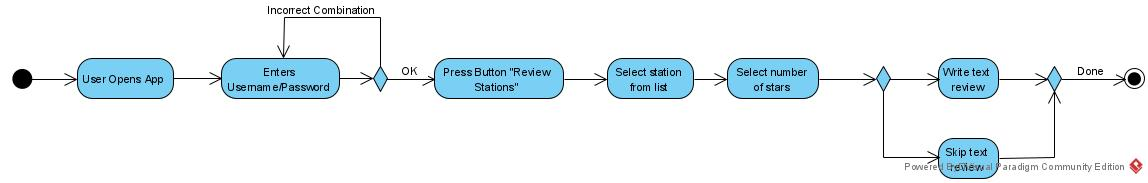 Incorrect Combination
User Opens App
Enters
Username/Password
OK
Press Button "Review
Stations"
Select station
from list
Select number
of stars
Write text
review
Done
Skip text
review
Powered By Visual Paradigm Community Edition